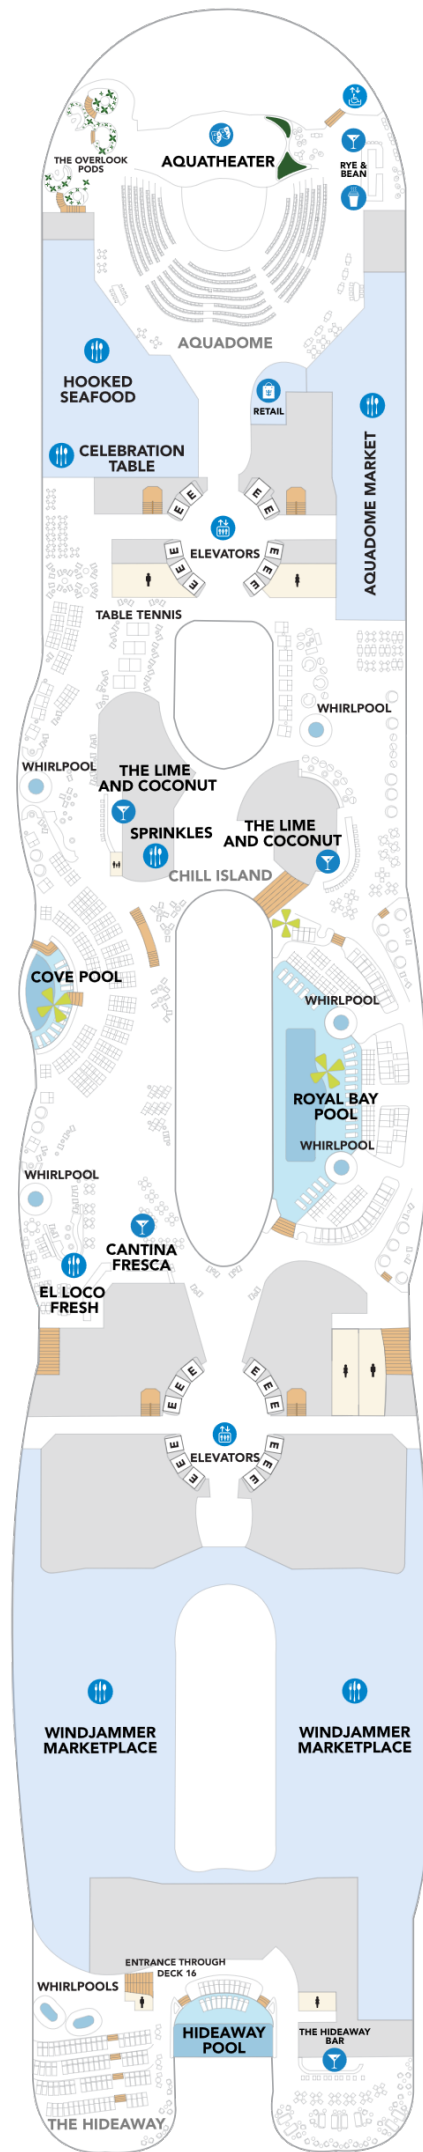 THE OVERLOOK
PODS
AQUATHEATER
RYE &
BEAN
AQUADOME
HOOKED
SEAFOOD
RETAIL
CELEBRATION
TABLE
AQUADOME MARKET
E E
E E
E
E
ELEVATORS
E E E
E E E
TABLE TENNIS
WHIRLPOOL
WHIRLPOOL
THE LIME
AND COCONUT
SPRINKLES
THE LIME
AND COCONUT
CHILL ISLAND
COVE POOL
WHIRLPOOL
ROYAL BAY
POOL
WHIRLPOOL
WHIRLPOOL
CANTINA
FRESCA
EL LOCO
FRESH
E E E E
E E E E
ELEVATORS
E E E
E E E
WINDJAMMER
MARKETPLACE
WINDJAMMER
MARKETPLACE
ENTRANCE THROUGH
DECK 16
WHIRLPOOLS
HIDEAWAY
POOL
THE HIDEAWAY
BAR
THE HIDEAWAY